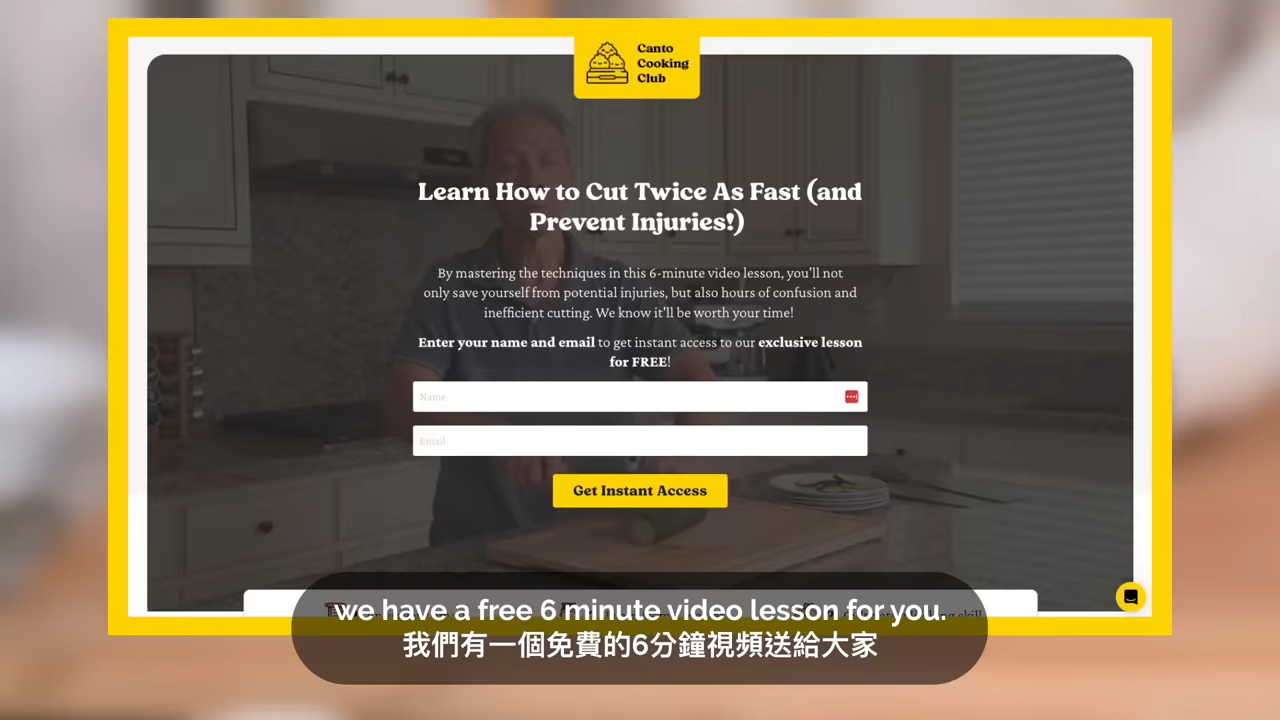 Canto
Cooking
Club
Learn How to Cut Twice As Fast (and
Prevent Injuries!)
By mastering the techniques in this 6-minute video lesson, you'll not
only save yourself from potential injuries, but also hours of confusion and
inefficient cutting. We know it'll be worth your time!
Enter your name and email to get instant access to our exclusive lesson
for FREE!
Name
Email
Get Instant Access
we have a free 6 minute video lesson for you.
我們有一個免費的6分鐘視頻送給大家